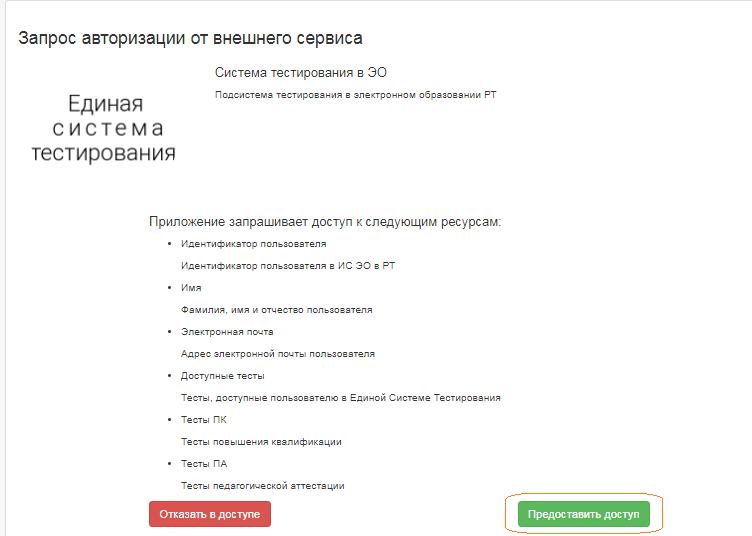 Запрос авторизации от внешнего сервиса
Единая
система
тестирования
Система тестирования в ЭО
Подсистема тестирования в электронном образовании РТ
Приложение запрашивает доступ к следующим ресурсам:
Идентификатор пользователя
Идентификатор пользователя в ИС ЭО в РТ
Имя
Фамилия, имя и отчество пользователя
Электронная почта
Адрес электронной почты пользователя
Доступные тесты
Тесты, доступные пользователю в Единой Системе Тестирования
Тесты ПК
Тесты повышения квалификации
Тесты ПА
Тесты педагогической аттестации
Отказать в доступе
Предоставить доступ